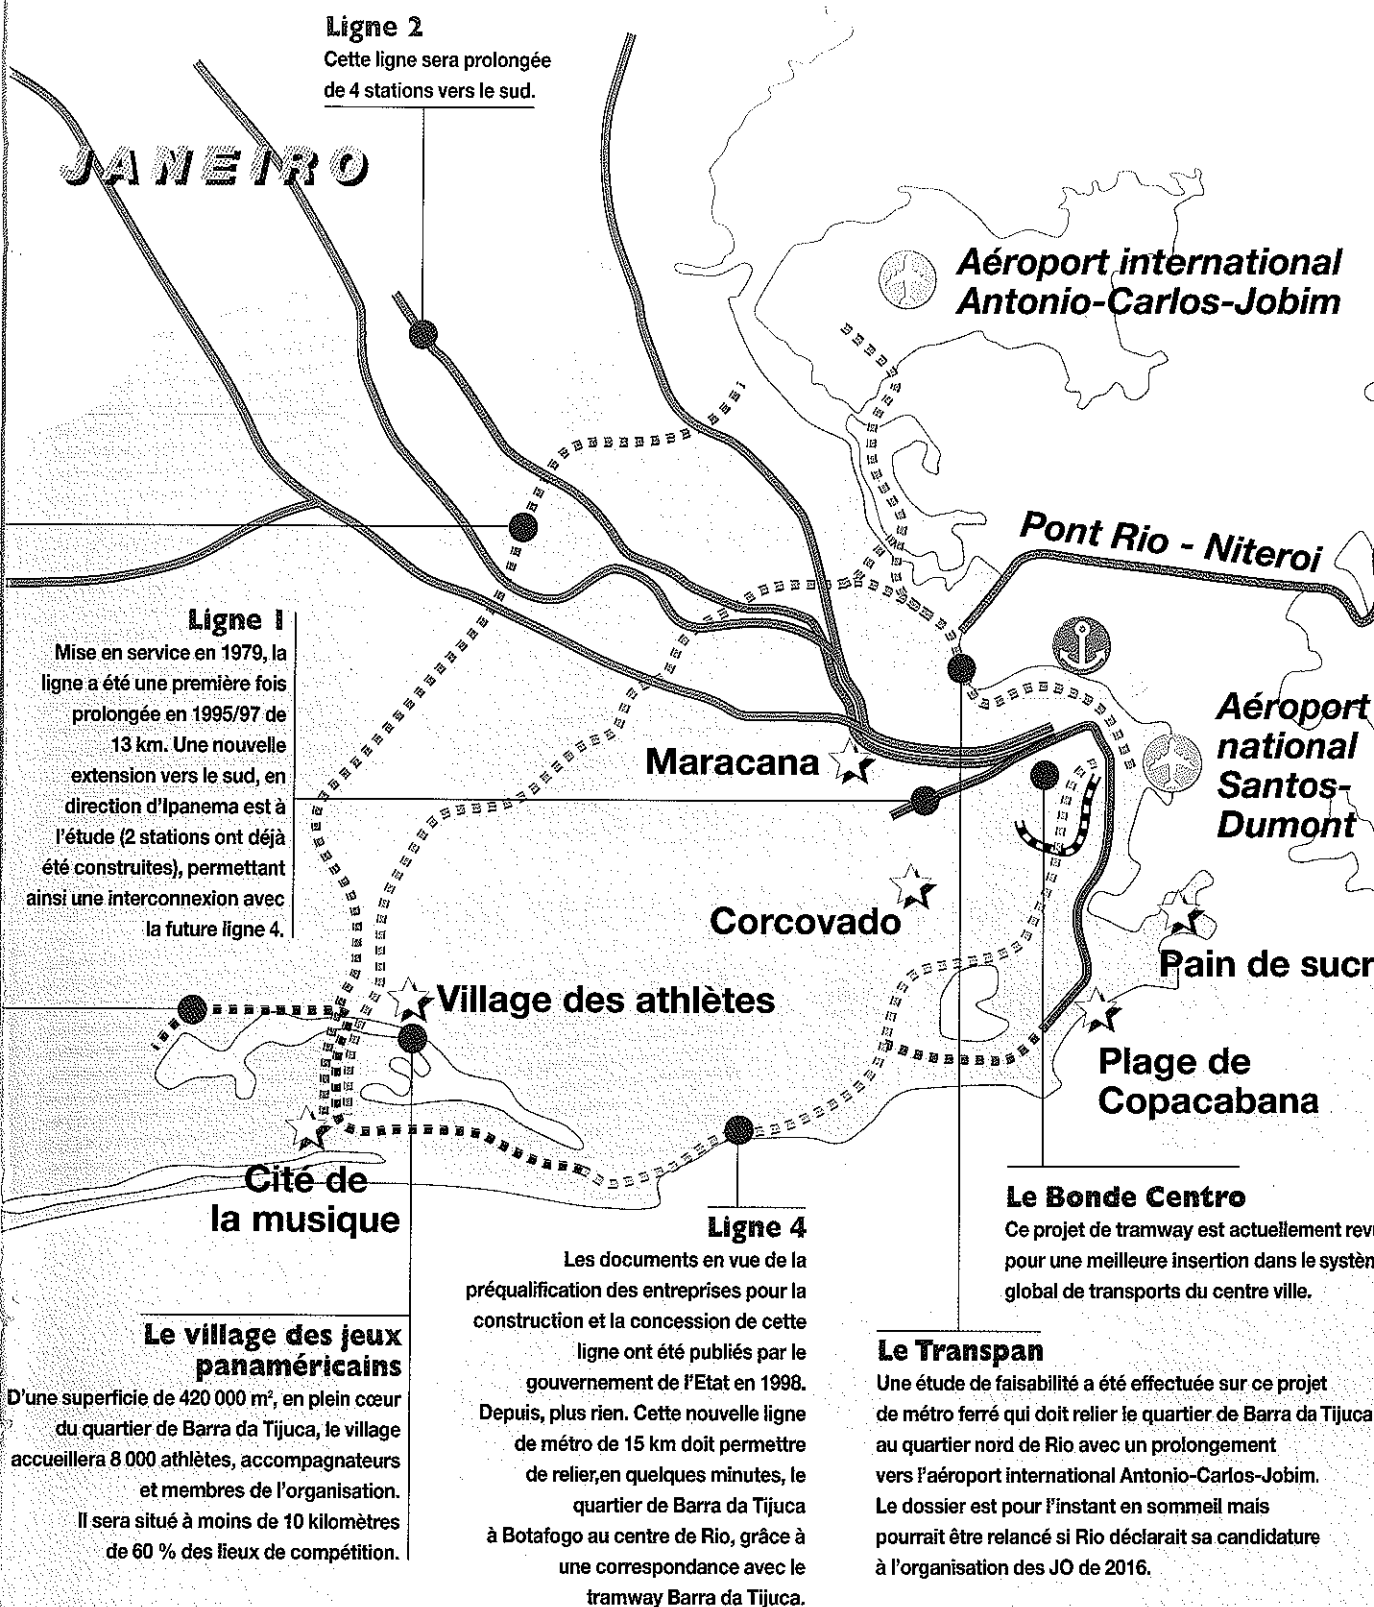 Ligne 2
Cette ligne sera prolongée
de 4 stations vers le sud.
JANEIRO
Aéroport international
Antonio-Carlos-Jobim
Pont Rio - Niteroi
Ligne 1
Mise en service en 1979, la
ligne a été une première fois
prolongée en 1995/97 de
13 km. Une nouvelle
extension vers le sud, en
direction d'Ipanema est à
l'étude (2 stations ont déjà
été construites), permettant
ainsi une interconnexion avec
la future ligne 4.
Maracana
Aéroport
national
Santos-
Dumont
Corcovado
Pain de sucr
Village des athlètes
Plage de
Copacabana
Cité de
la musique
Le Bonde Centro
Ce projet de tramway est actuellement rev
pour une meilleure insertion dans le systèm
global de transports du centre ville.
Ligne 4
Les documents en vue de la
préqualification des entreprises pour la
construction et la concession de cette
ligne ont été publiés par le
gouvernement de l'Etat en 1998.
Depuis, plus rien. Cette nouvelle ligne
de métro de 15 km doit permettre
de relier,en quelques minutes, le
quartier de Barra da Tijuca
à Botafogo au centre de Rio, grâce à
une correspondance avec le
tramway Barra da Tijuca.
Le village des jeux
panaméricains
D'une superficie de 420 000 m², en plein cœur
du quartier de Barra da Tijuca, le village
accueillera 8 000 athlètes, accompagnateurs
et membres de l'organisation.
Il sera situé à moins de 10 kilomètres
de 60 % des lieux de compétition.
Le Transpan
Une étude de faisabilité a été effectuée sur ce projet
de métro ferré qui doit relier le quartier de Barra da Tijuca
au quartier nord de Rio avec un prolongement
vers l'aéroport international Antonio-Carlos-Jobim.
Le dossier est pour l'instant en sommeil mais
pourrait être relancé si Rio déclarait sa candidature
à l'organisation des JO de 2016.